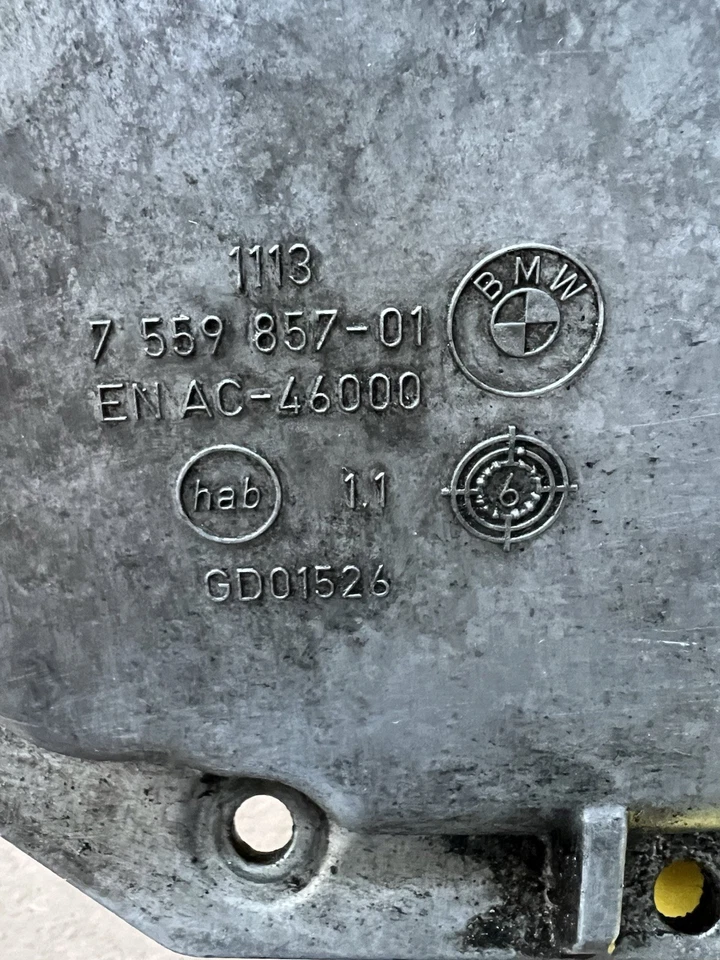 1113
7 559 857-01
EN AC-46000
BMW
hab 1.1 6
GD01526